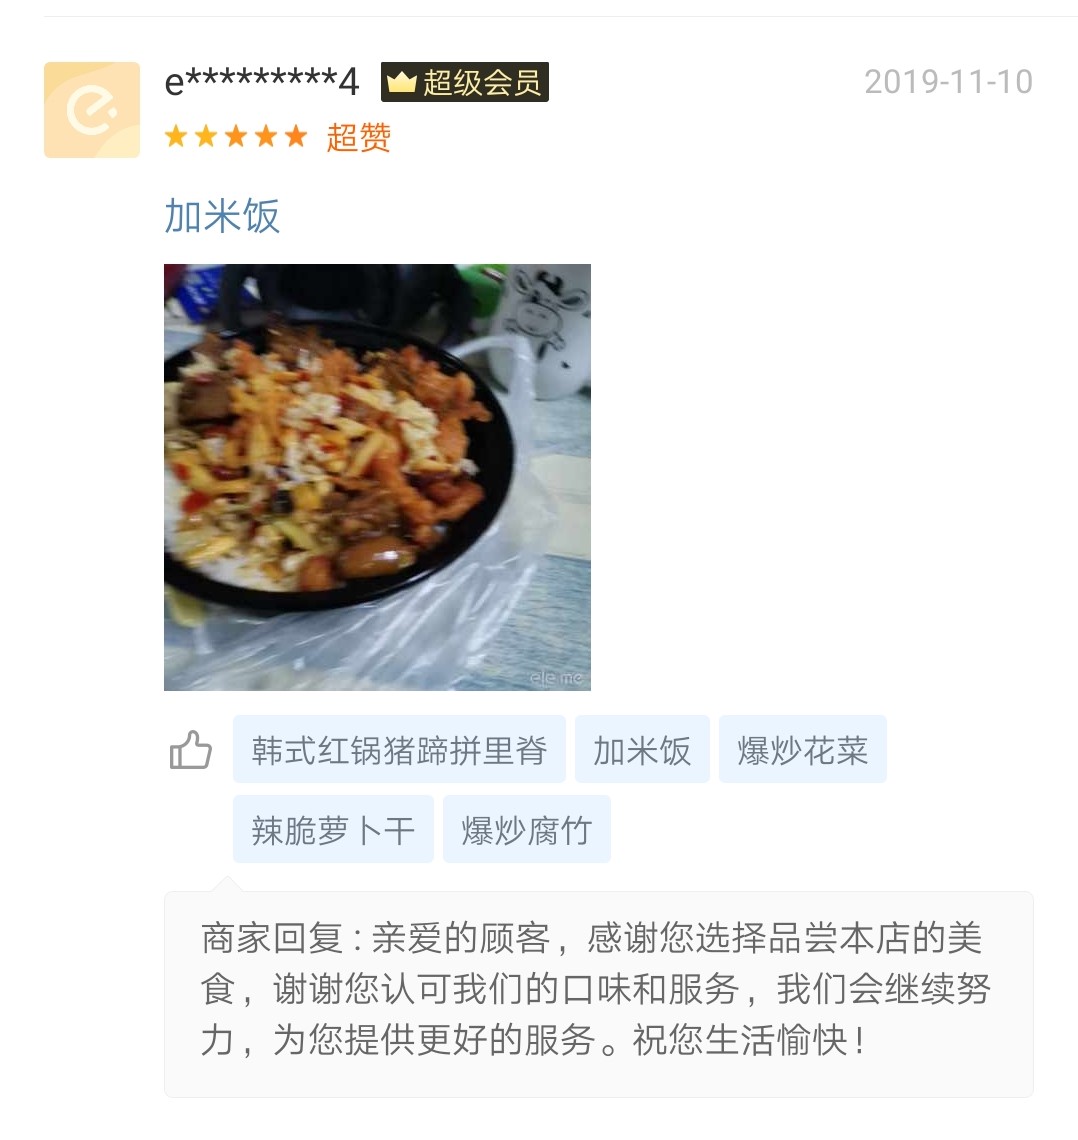 e*********4 超级会员 2019-11-10
超赞
加米饭
ele.me
韩式红锅猪蹄拼里脊 加米饭 爆炒花菜
辣脆萝卜干 爆炒腐竹
商家回复:亲爱的顾客，感谢您选择品尝本店的美
食，谢谢您认可我们的口味和服务，我们会继续努
力，为您提供更好的服务。祝您生活愉快!